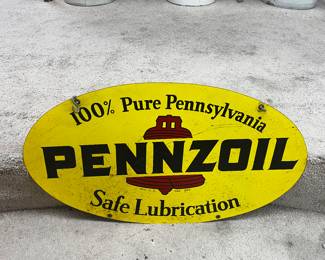 100% Pure Pennsylvania
PENNZOIL
Safe Lubrication